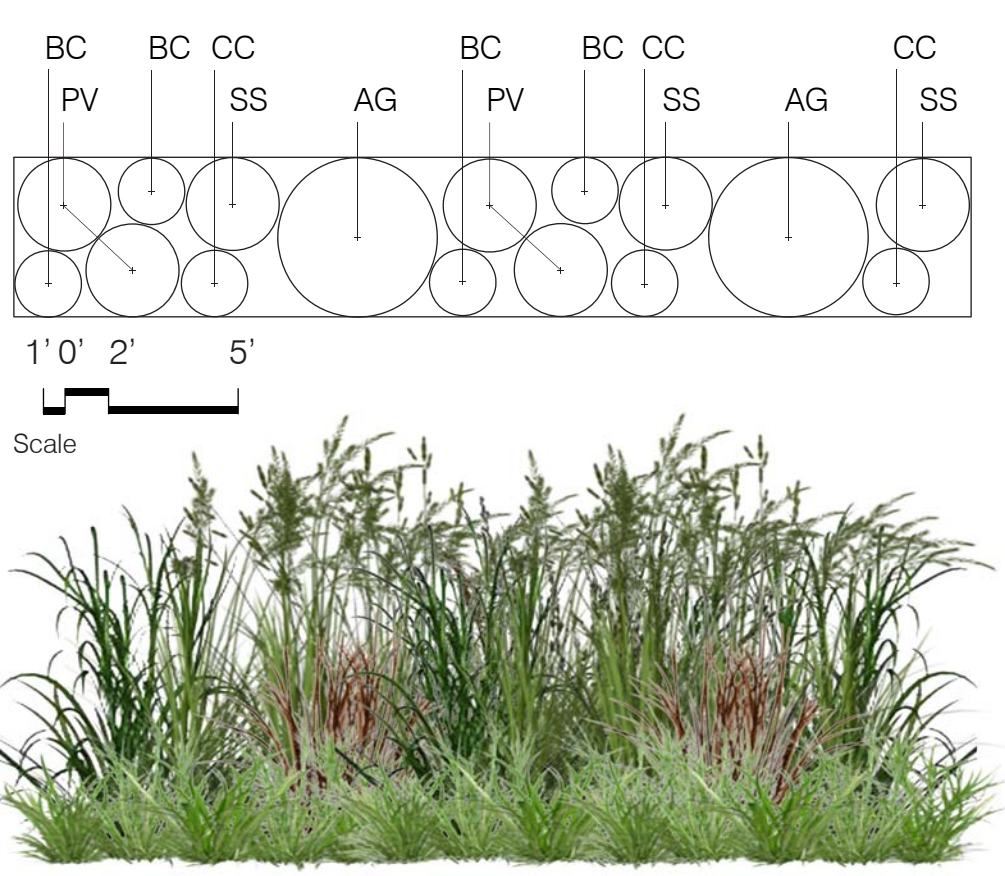 BC BC CC BC BC CC CC
PV SS AG PV SS AG SS
1’ 0’ 2’ 5’
Scale